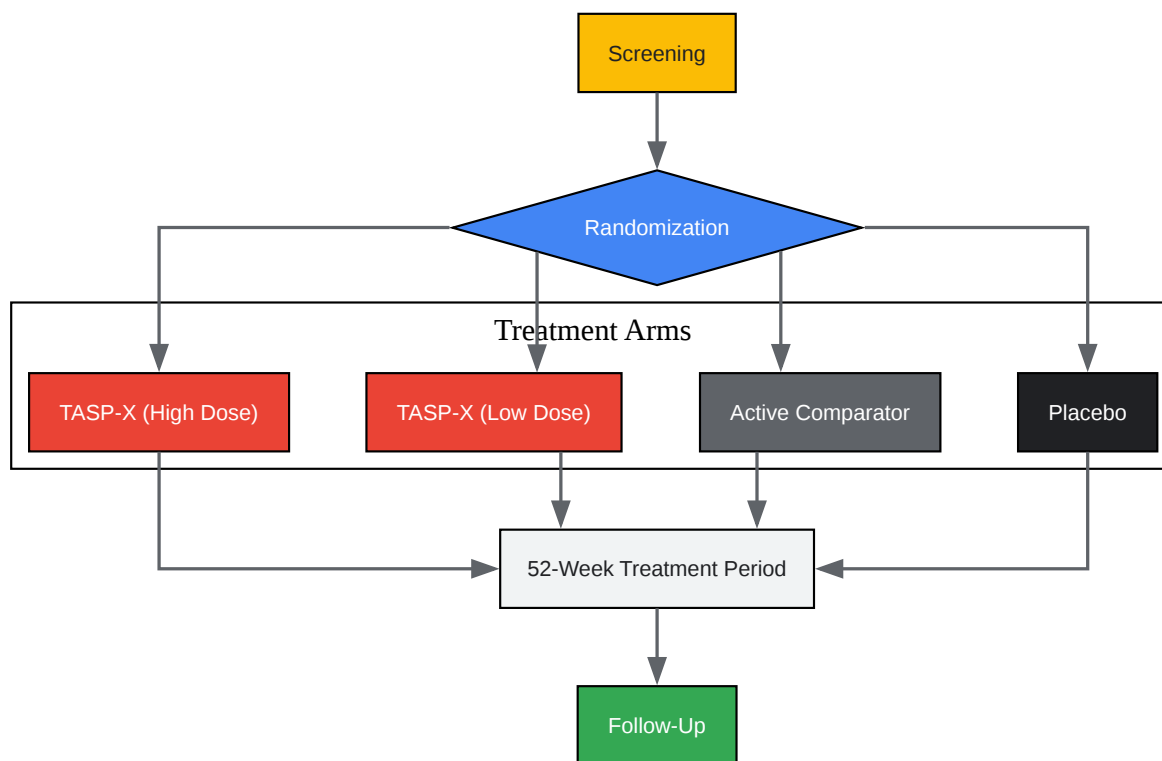 Screening
Randomization
Treatment Arms
TASP-X (High Dose)
TASP-X (Low Dose)
Active Comparator
Placebo
52-Week Treatment Period
Follow-Up